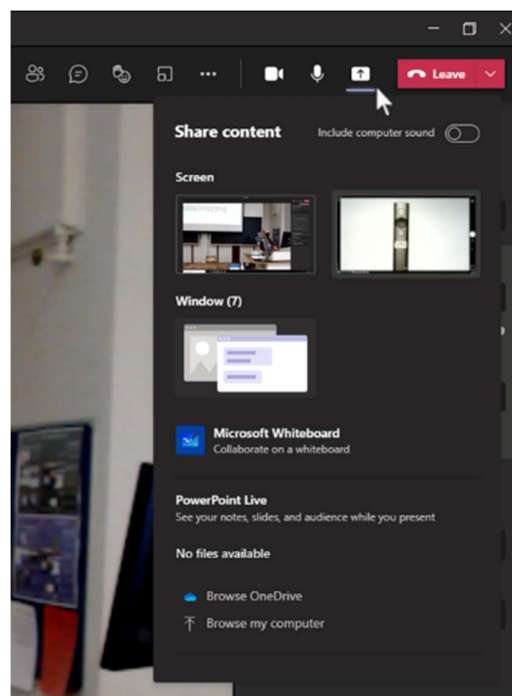 Leave
Share content
Include computer sound
Screen
Window (7)
Microsoft Whiteboard
Collaborate on a whiteboard
PowerPoint Live
See your notes, slides, and audience while you present
No files available
Browse OneDrive
Browse my computer